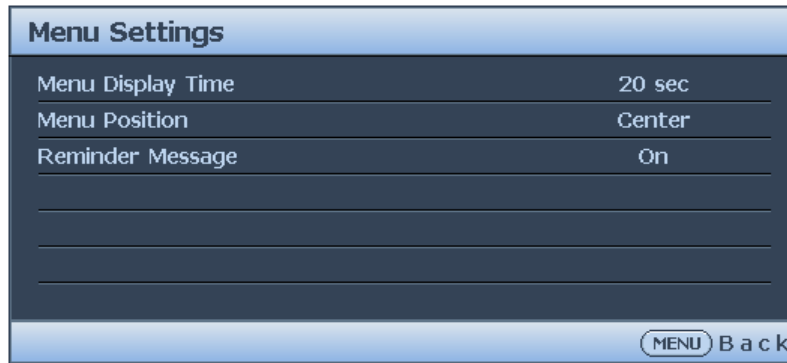 Menu Settings
Menu Display Time 20 sec
Menu Position Center
Reminder Message On
MENU Back